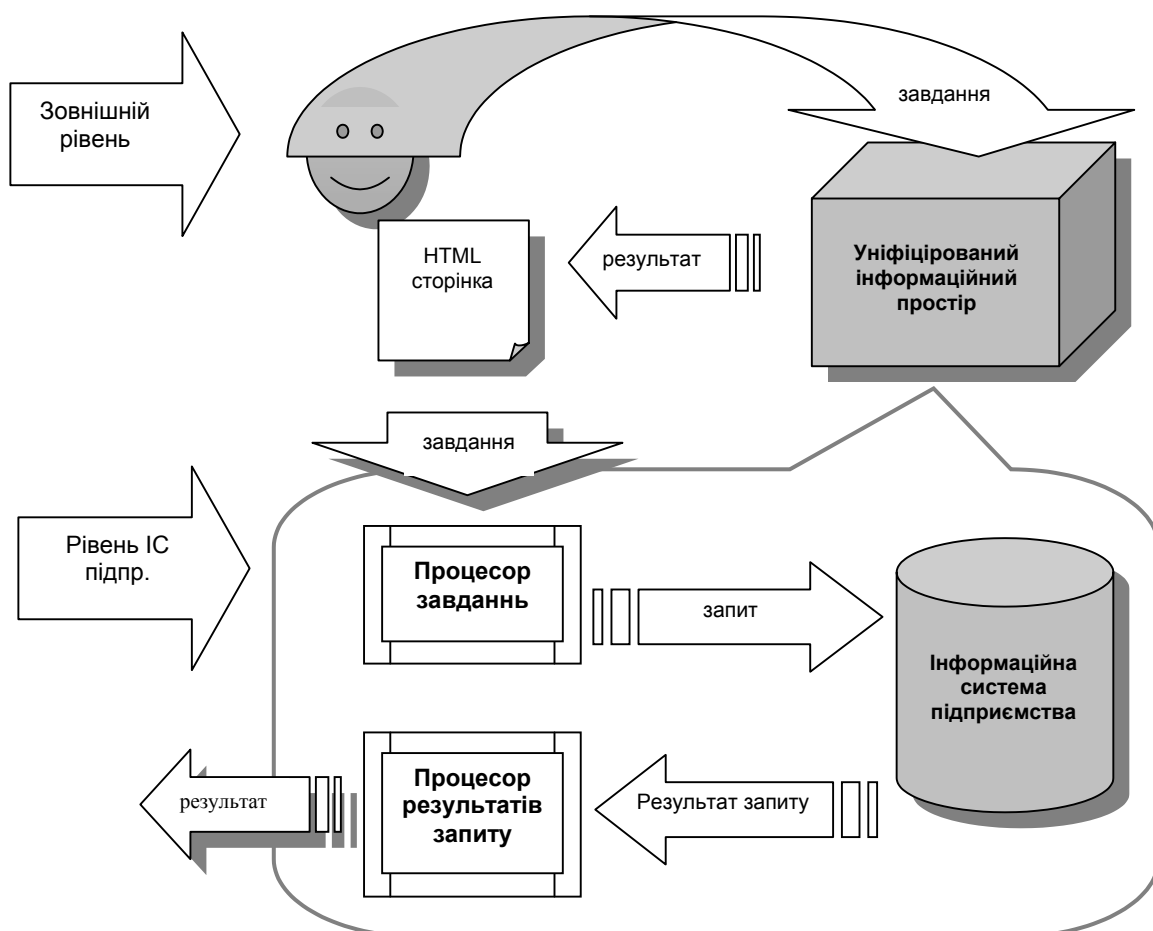 завдання
Зовнішній
рівень
HTML
сторінка
результат
Уніфіцірований
інформаційний
простір
завдання
Рівень ІС
підпр.
Процесор
завданнь
запит
Інформаційна
система
підприємства
результат
Процесор
результатів
запиту
Результат запиту